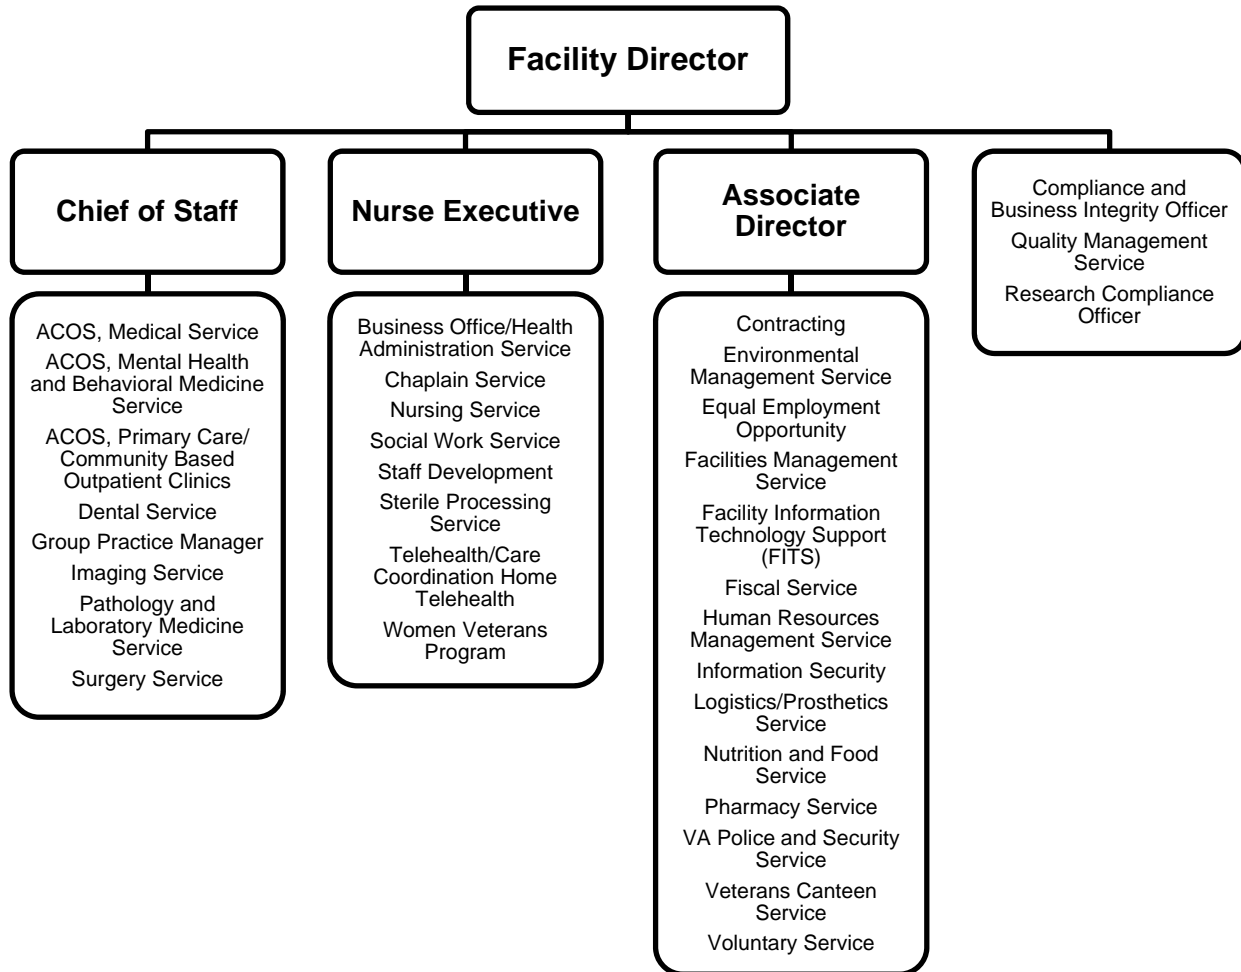 Facility Director
Chief of Staff
ACOS, Medical Service
ACOS, Mental Health
and Behavioral Medicine
Service
ACOS, Primary Care/
Community Based
Outpatient Clinics
Dental Service
Group Practice Manager
Imaging Service
Pathology and
Laboratory Medicine
Service
Surgery Service
Nurse Executive
Business Office/Health
Administration Service
Chaplain Service
Nursing Service
Social Work Service
Staff Development
Sterile Processing
Service
Telehealth/Care
Coordination Home
Telehealth
Women Veterans
Program
Associate
Director
Contracting
Environmental
Management Service
Equal Employment
Opportunity
Facilities Management
Service
Facility Information
Technology Support
(FITS)
Fiscal Service
Human Resources
Management Service
Information Security
Logistics/Prosthetics
Service
Nutrition and Food
Service
Pharmacy Service
VA Police and Security
Service
Veterans Canteen
Service
Voluntary Service
Compliance and
Business Integrity Officer
Quality Management
Service
Research Compliance
Officer